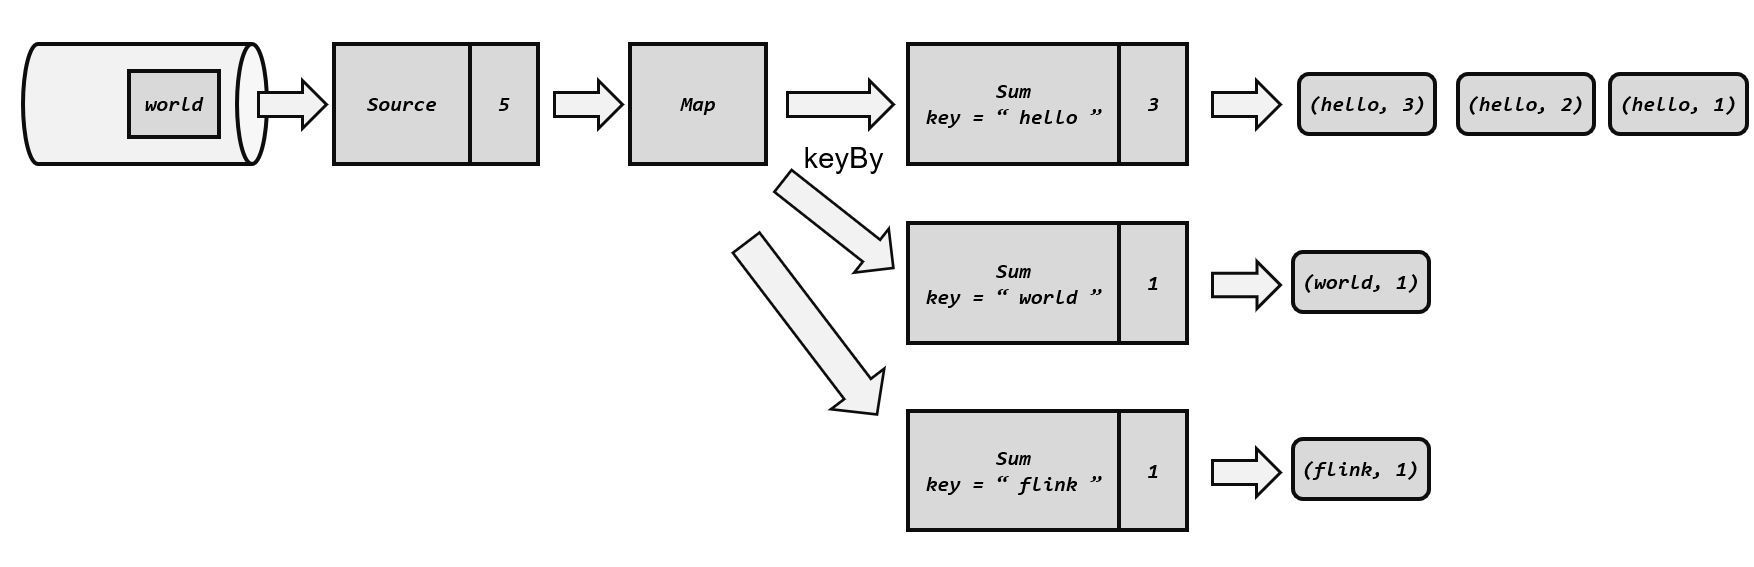 world
Source
5
Map
keyBy
Sum
key = “ hello ”
3
(hello, 3)
(hello, 2)
(hello, 1)
Sum
key = “ world ”
1
(world, 1)
Sum
key = “ flink ”
1
(flink, 1)